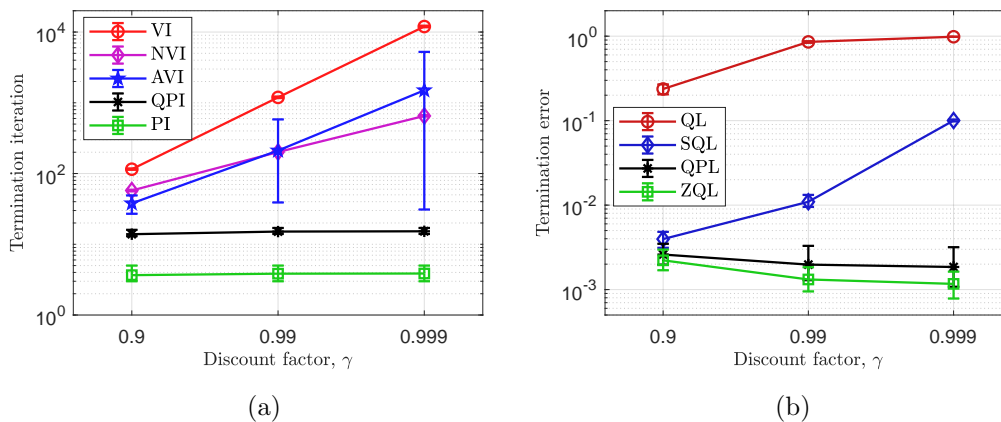 Termination iteration
10^4
10^2
10^0
VI
NVI
AVI
QPI
PI
0.9 0.99 0.999
Discount factor, γ
(a)
Termination error
10^0
10^-1
10^-2
10^-3
QL
SQL
QPL
ZQL
0.9 0.99 0.999
Discount factor, γ
(b)